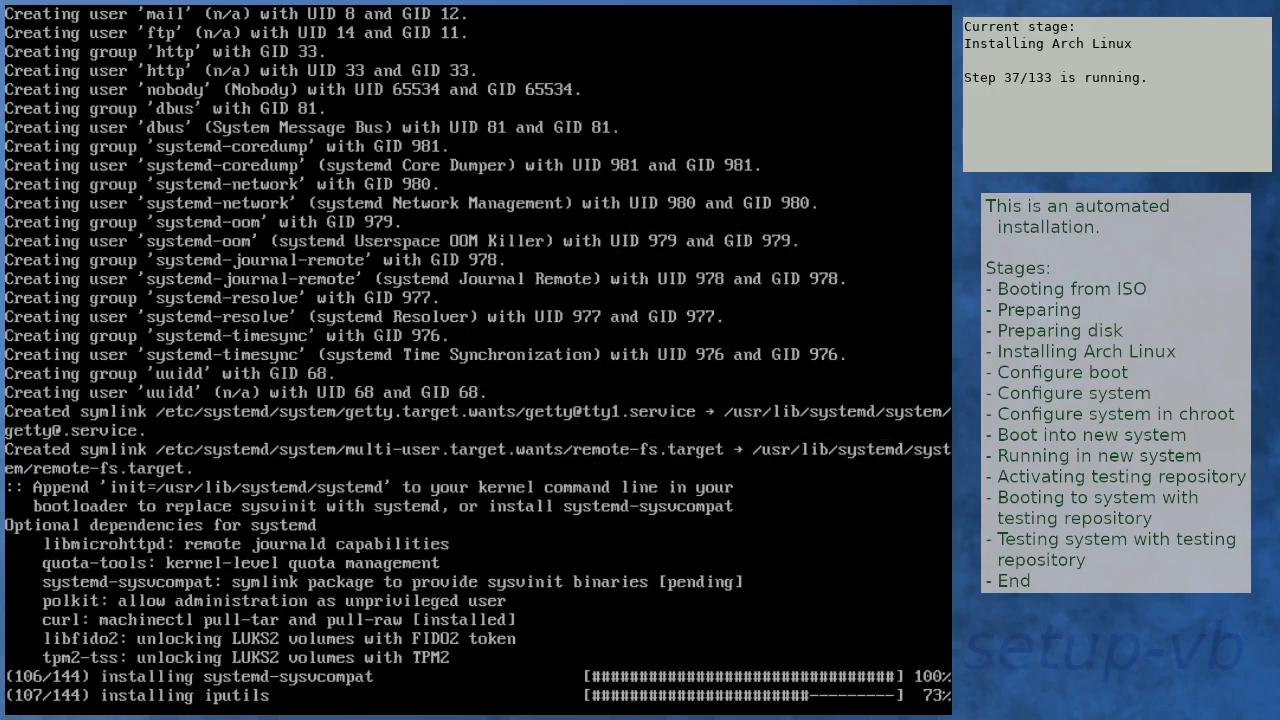 Creating user 'mail' (n/a) with UID 8 and GID 12.
Creating user 'ftp' (n/a) with UID 14 and GID 11.
Creating group 'http' with GID 33.
Creating user 'http' (n/a) with UID 33 and GID 33.
Creating user 'nobody' (Nobody) with UID 65534 and GID 65534.
Creating group 'dbus' with GID 81.
Creating user 'dbus' (System Message Bus) with UID 81 and GID 81.
Creating group 'systemd-coredump' with GID 981.
Creating user 'systemd-coredump' (systemd Core Dumper) with UID 981 and GID 981.
Creating group 'systemd-network' with GID 980.
Creating user 'systemd-network' (systemd Network Management) with UID 980 and GID 980.
Creating group 'systemd-oom' with GID 979.
Creating user 'systemd-oom' (systemd Userspace OOM Killer) with UID 979 and GID 979.
Creating group 'systemd-journal-remote' with GID 978.
Creating user 'systemd-journal-remote' (systemd Journal Remote) with UID 978 and GID 978.
Creating group 'systemd-resolve' with GID 977.
Creating user 'systemd-resolve' (systemd Resolver) with UID 977 and GID 977.
Creating group 'systemd-timesync' with GID 976.
Creating user 'systemd-timesync' (systemd Time Synchronization) with UID 976 and GID 976.
Creating group 'uuidd' with GID 68.
Creating user 'uuidd' (n/a) with UID 68 and GID 68.
Created symlink /etc/systemd/system/getty.target.wants/getty@tty1.service → /usr/lib/systemd/system/
getty@.service.
Created symlink /etc/systemd/system/multi-user.target.wants/remote-fs.target → /usr/lib/systemd/syst
em/remote-fs.target.
:: Append 'init=/usr/lib/systemd/systemd' to your kernel command line in your
bootloader to replace sysvinit with systemd, or install systemd-sysvcompat
Optional dependencies for systemd
libmicrohttpd: remote journald capabilities
quota-tools: kernel-level quota management
systemd-sysvcompat: symlink package to provide sysvinit binaries [pending]
polkit: allow administration as unprivileged user
curl: machinectl pull-tar and pull-raw [installed]
libfido2: unlocking LUKS2 volumes with FIDO2 token
tpm2-tss: unlocking LUKS2 volumes with TPM2
(106/144) installing systemd-sysvcompat [################################] 100%
(107/144) installing iputils [#######################---------] 73%
Current stage:
Installing Arch Linux
Step 37/133 is running.
This is an automated
installation.
Stages:
- Booting from ISO
- Preparing
- Preparing disk
- Installing Arch Linux
- Configure boot
- Configure system
- Configure system in chroot
- Boot into new system
- Running in new system
- Activating testing repository
- Booting to system with
testing repository
- Testing system with testing
repository
- End
-setup-vb